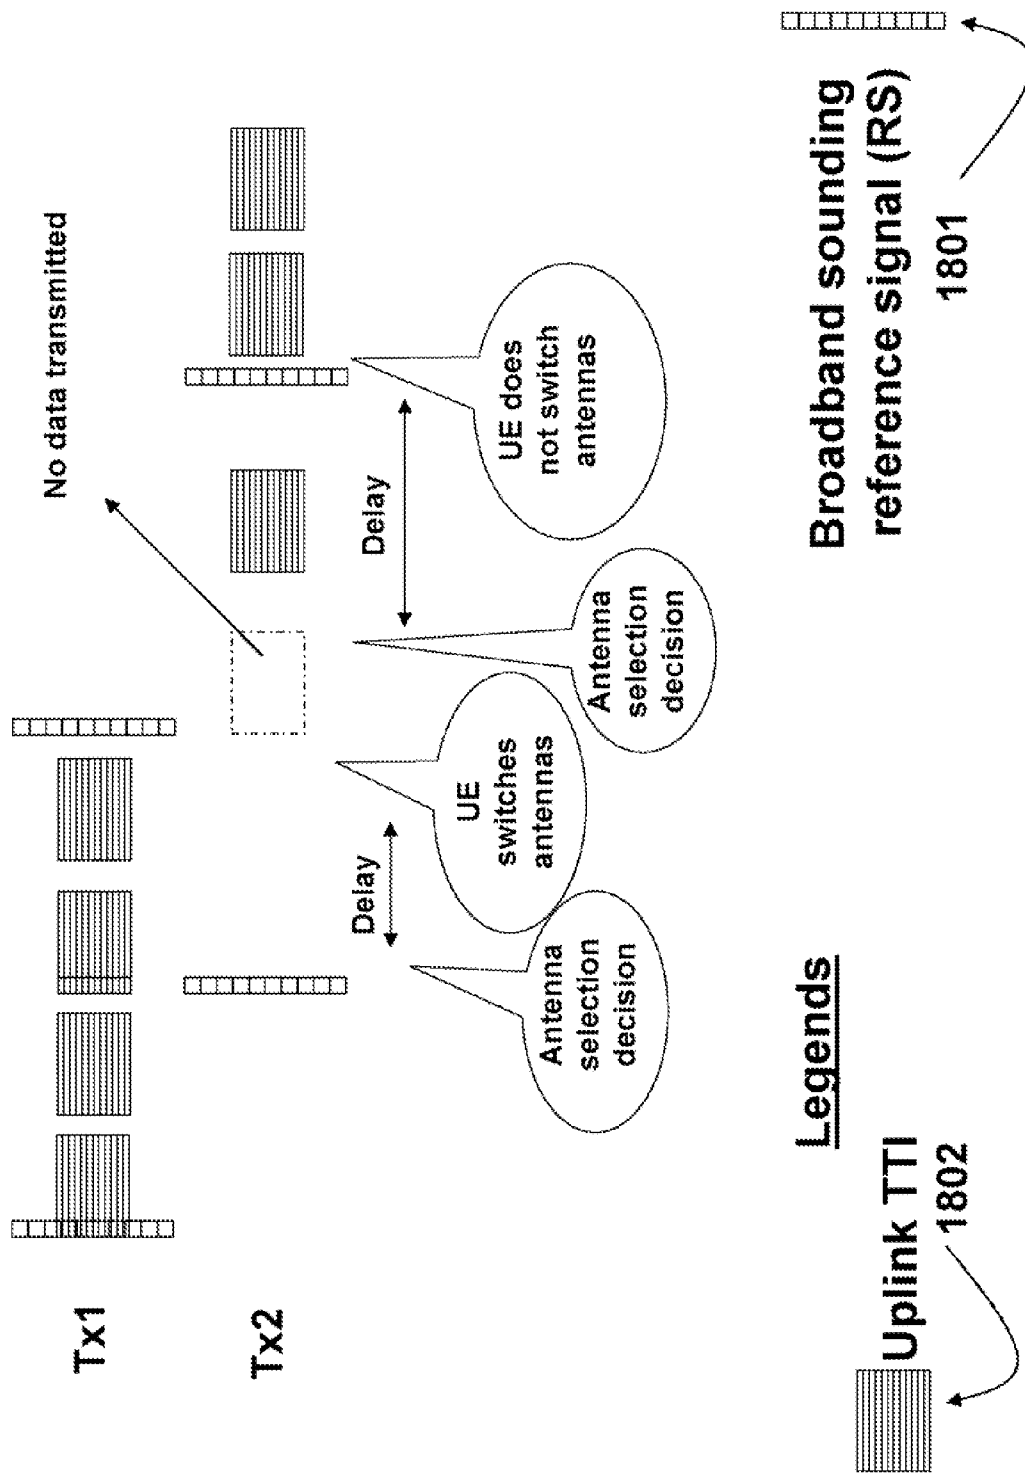 No data transmitted
Tx1
Tx2
Delay
Delay
Antenna
selection
decision
UE
switches
antennas
Antenna
selection
decision
UE does
not switch
antennas
Legends
Uplink TTI
1802
Broadband sounding
reference signal (RS)
1801